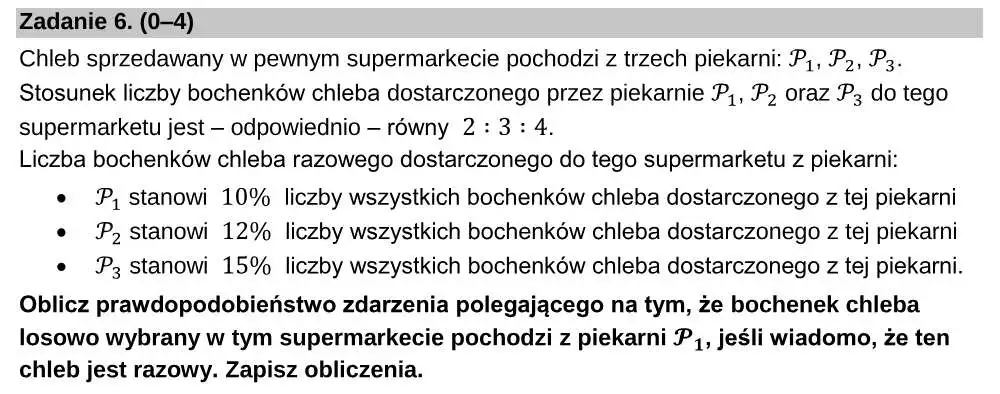 Zadanie 6. (0–4)
Chleb sprzedawany w pewnym supermarkecie pochodzi z trzech piekarni: 𝒫₁, 𝒫₂, 𝒫₃.
Stosunek liczby bochenków chleba dostarczonego przez piekarnie 𝒫₁, 𝒫₂ oraz 𝒫₃ do tego
supermarketu jest – odpowiednio – równy 2 : 3 : 4.
Liczba bochenków chleba razowego dostarczonego do tego supermarketu z piekarni:
• 𝒫₁ stanowi 10% liczby wszystkich bochenków chleba dostarczonego z tej piekarni
• 𝒫₂ stanowi 12% liczby wszystkich bochenków chleba dostarczonego z tej piekarni
• 𝒫₃ stanowi 15% liczby wszystkich bochenków chleba dostarczonego z tej piekarni.
Oblicz prawdopodobieństwo zdarzenia polegającego na tym, że bochenek chleba
losowo wybrany w tym supermarkecie pochodzi z piekarni 𝒫₁, jeśli wiadomo, że ten
chleb jest razowy. Zapisz obliczenia.